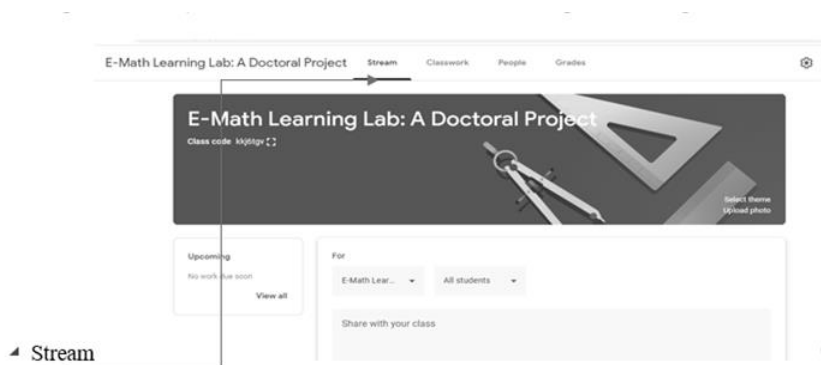 E-Math Learning Lab: A Doctoral Project Stream Classwork People Grades
E-Math Learning Lab: A Doctoral Project
Class code kkj6tgv
Select theme
Upload photo
Upcoming
No work due soon
View all
For
E-Math Lear... All students
Share with your class
Stream